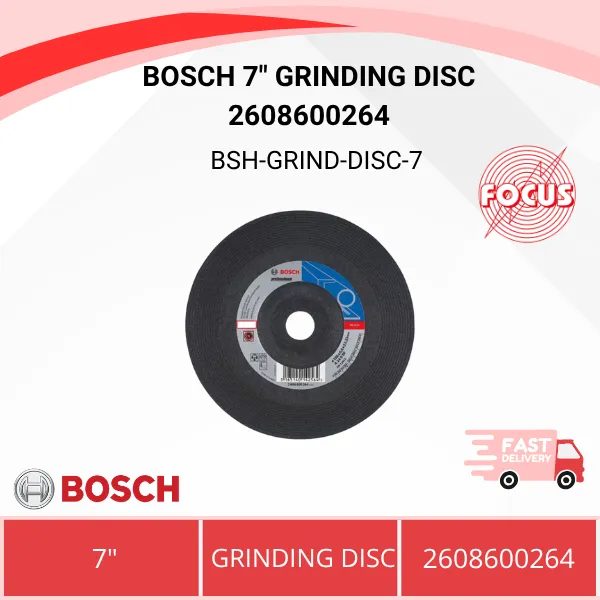 BOSCH 7" GRINDING DISC
2608600264
BSH-GRIND-DISC-7
FOCUS
BOSCH
FAST
DELIVERY
BOSCH
7"
GRINDING DISC
2608600264